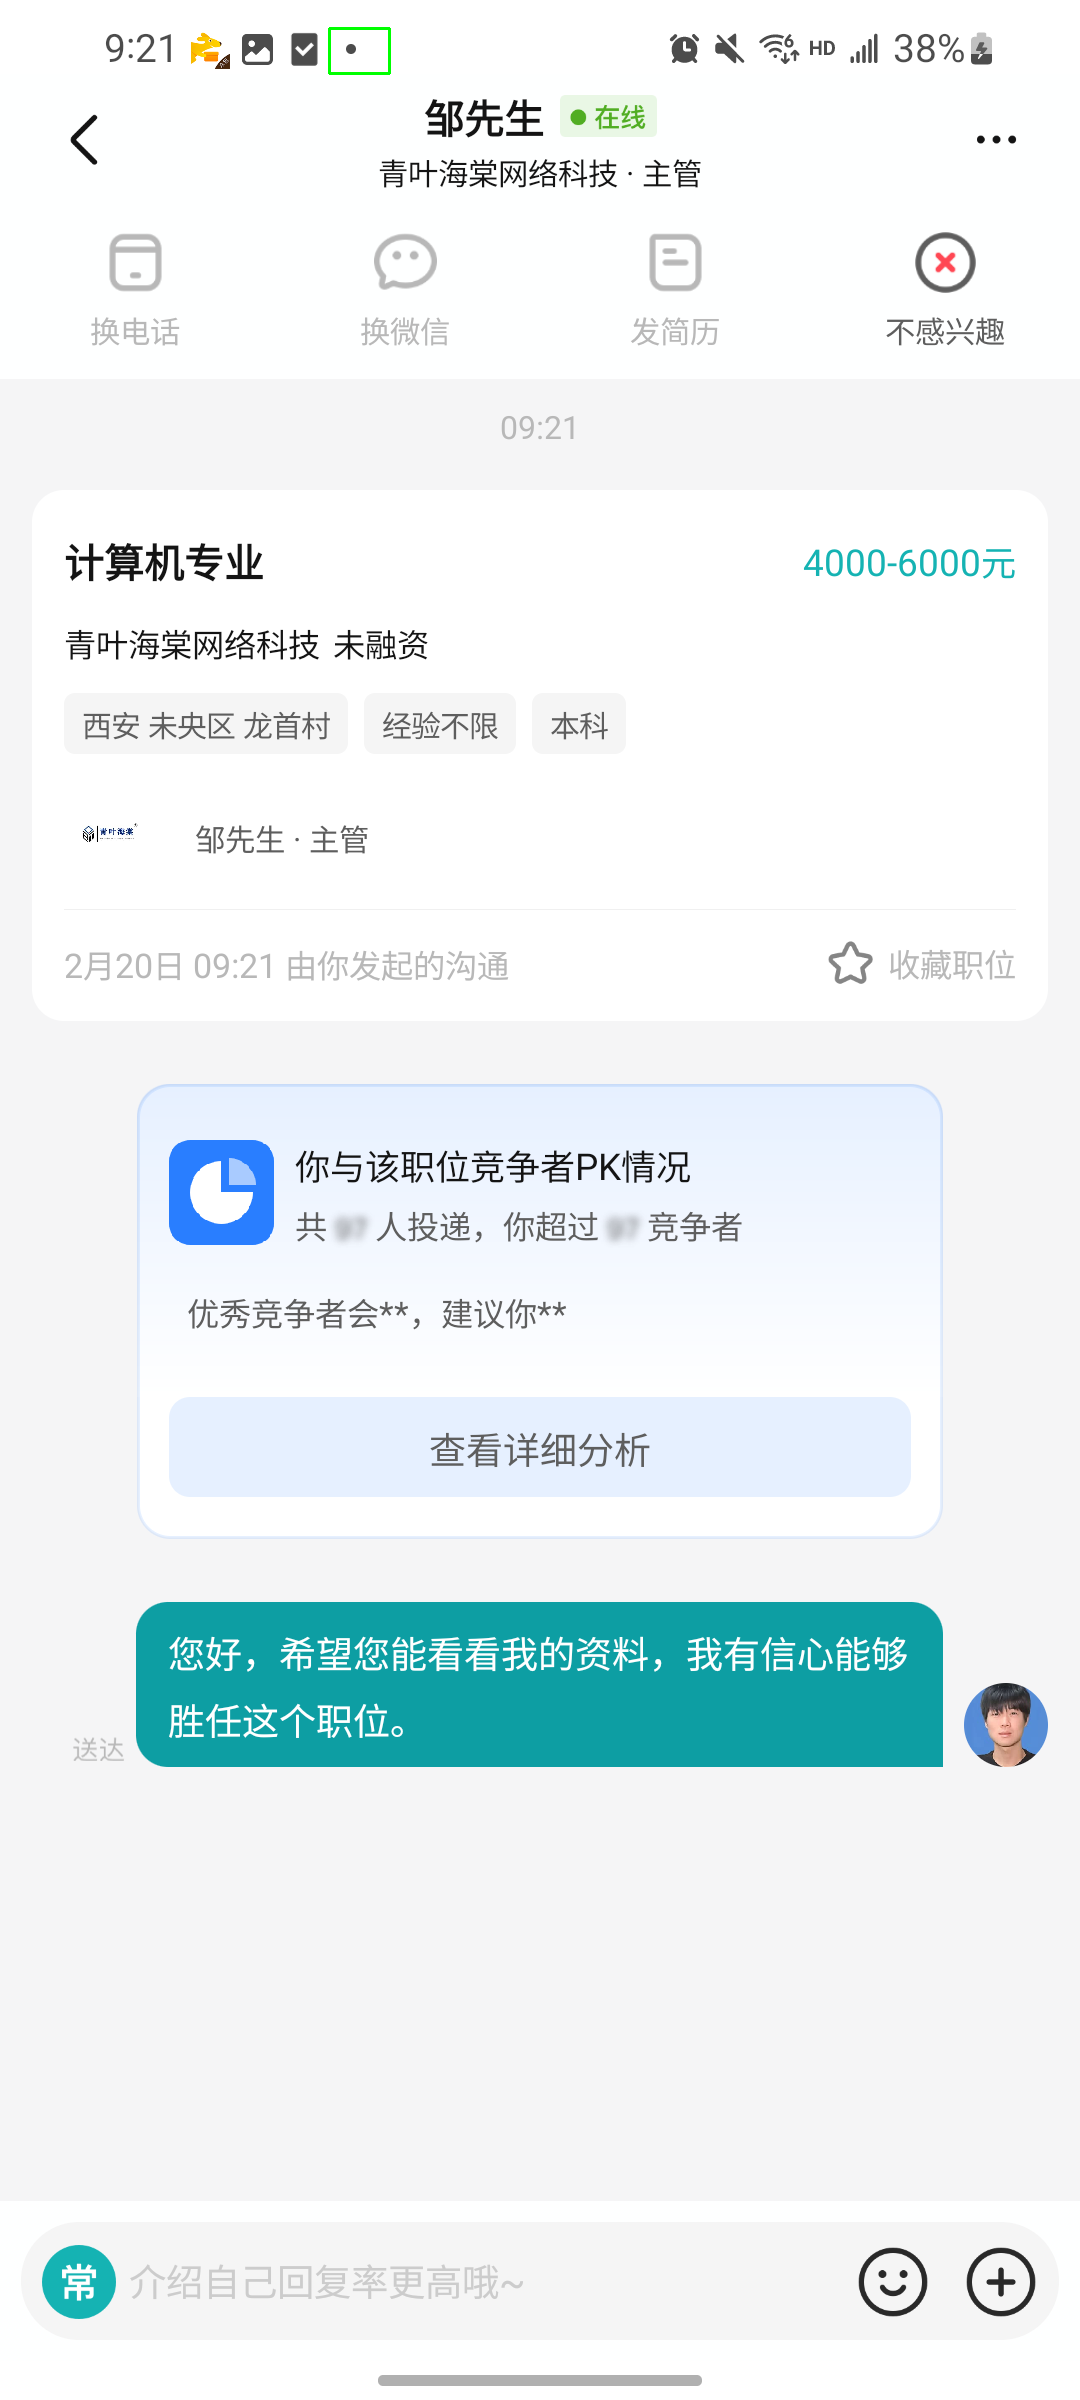 9:21 HD 38%
邹先生 在线
青叶海棠网络科技 · 主管
换电话 换微信 发简历 不感兴趣
09:21
计算机专业 4000-6000元
青叶海棠网络科技 未融资
西安 未央区 龙首村 经验不限 本科
青叶海棠 邹先生 · 主管
2月20日 09:21 由你发起的沟通 收藏职位
你与该职位竞争者PK情况
共 97 人投递，你超过 97 竞争者
优秀竞争者会**，建议你**
查看详细分析
您好，希望您能看看我的资料，我有信心能够
胜任这个职位。
送达
常 介绍自己回复率更高哦~